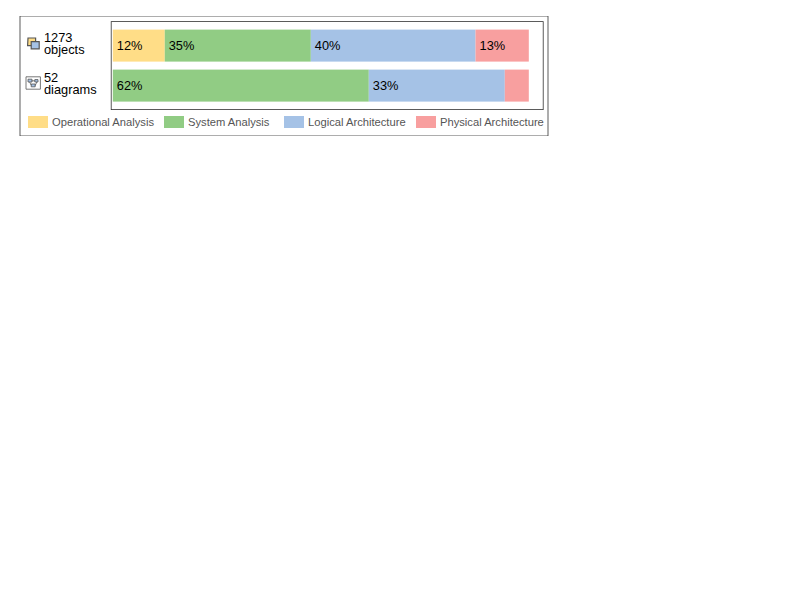 1273
objects
12% 35% 40% 13%
52
diagrams
62% 33%
Operational Analysis System Analysis Logical Architecture Physical Architecture